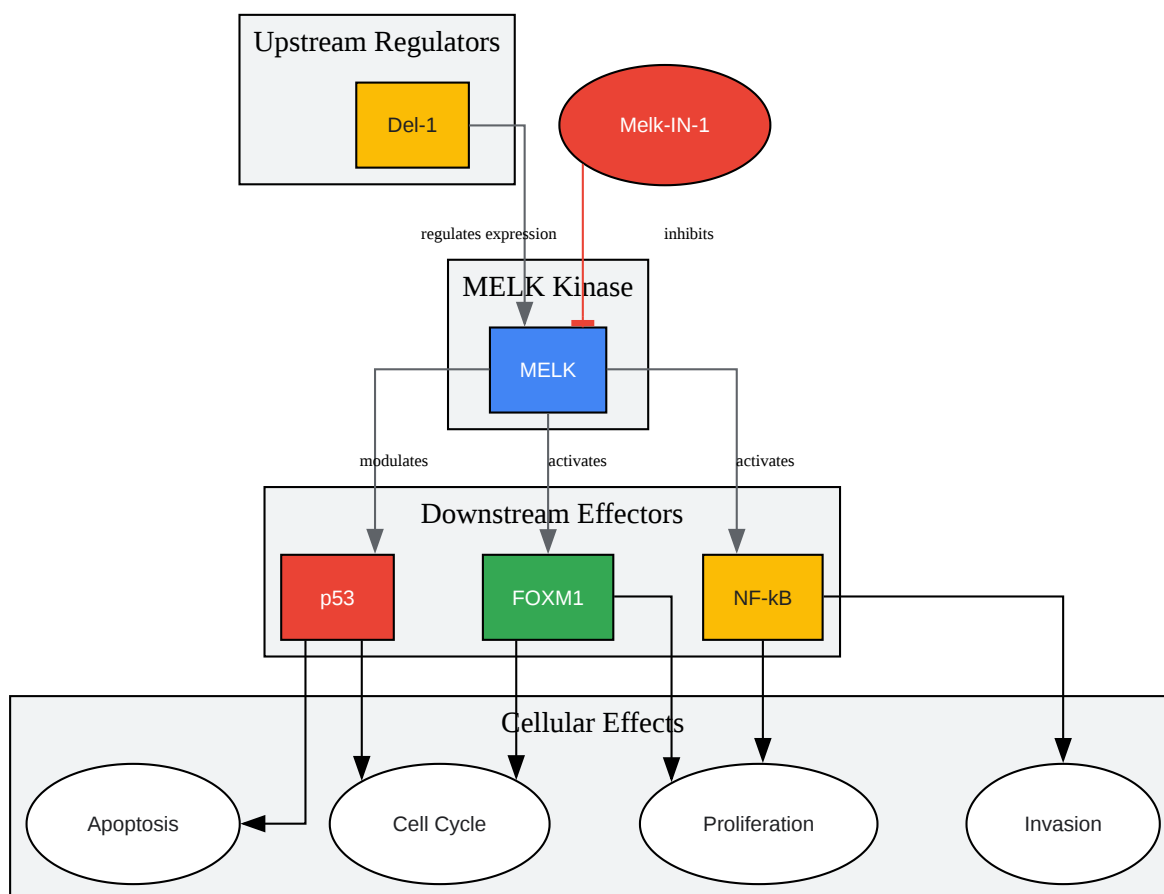 Upstream Regulators
Del-1
Melk-IN-1
regulates expression
inhibits
MELK Kinase
MELK
modulates
activates
activates
Downstream Effectors
p53
FOXM1
NF-kB
Cellular Effects
Apoptosis
Cell Cycle
Proliferation
Invasion